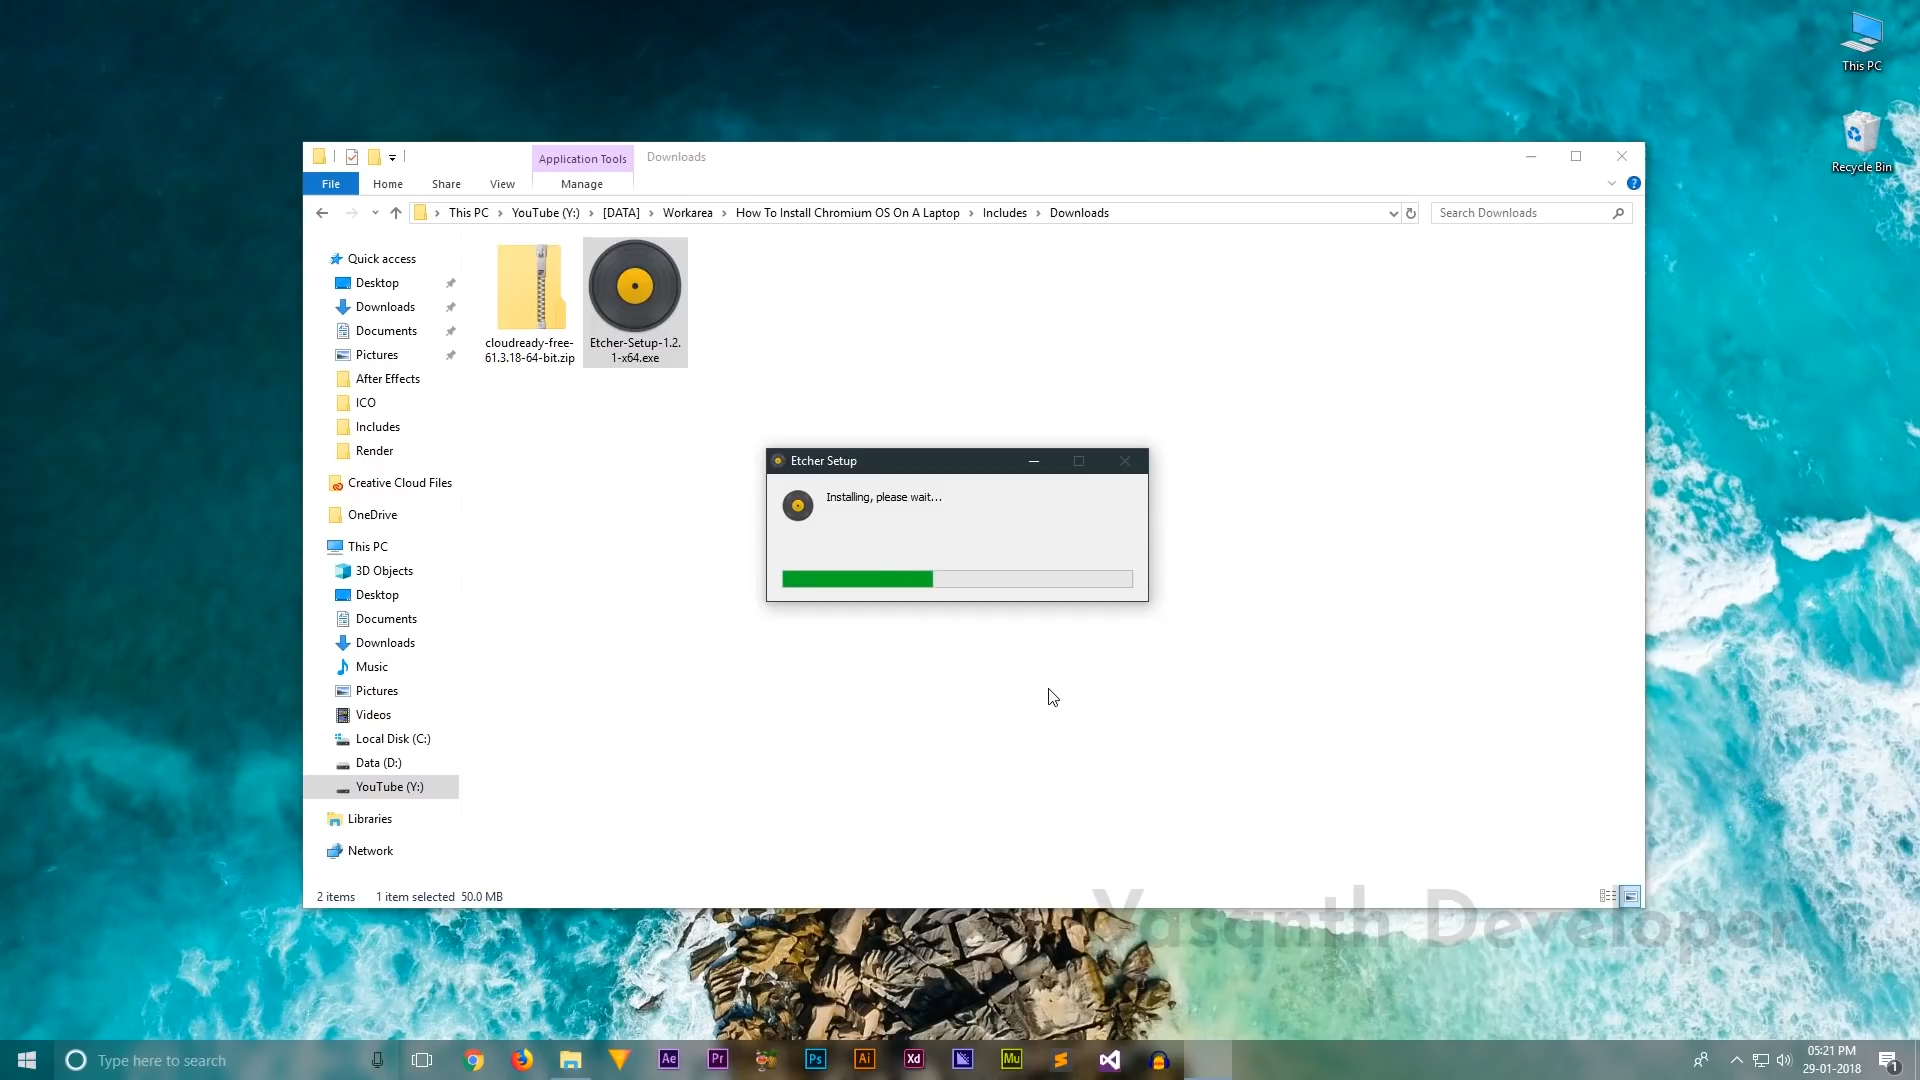 This PC
Recycle Bin
Application Tools
Downloads
File
Home
Share
View
Manage
This PC
YouTube (Y:)
[DATA]
Workarea
How To Install Chromium OS On A Laptop
Includes
Downloads
Search Downloads
Quick access
Desktop
Downloads
Documents
Pictures
After Effects
ICO
Includes
Render
Creative Cloud Files
OneDrive
This PC
3D Objects
Desktop
Documents
Downloads
Music
Pictures
Videos
Local Disk (C:)
Data (D:)
YouTube (Y:)
Libraries
Network
cloudready-free-
61.3.18-64-bit.zip
Etcher-Setup-1.2.
1-x64.exe
Etcher Setup
Installing, please wait...
2 items
1 item selected 50.0 MB
Vasanth Developer
Type here to search
Ae
Pr
Ps
Ai
Xd
Mu
05:21 PM
29-01-2018
1